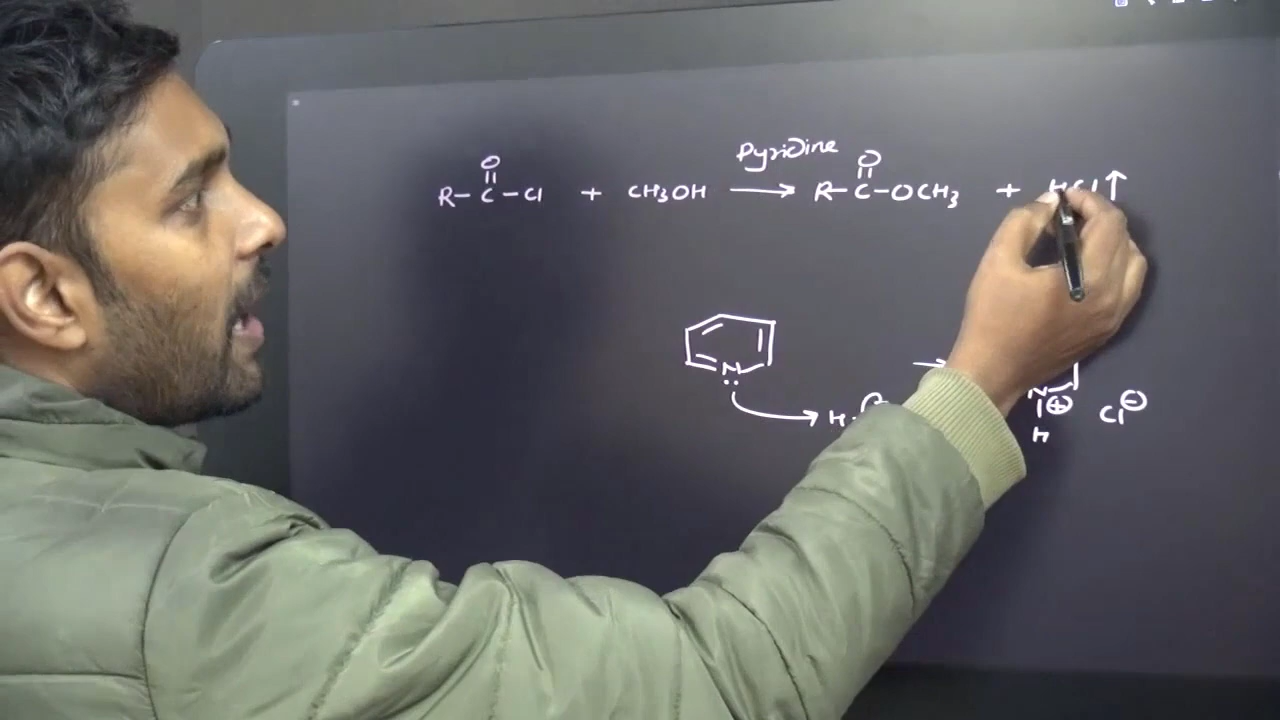 O O
R-C-Cl + CH3OH Pyridine → R-C-OCH3 + HCl↑
N
: H
N ⊕ Cl ⊖
H